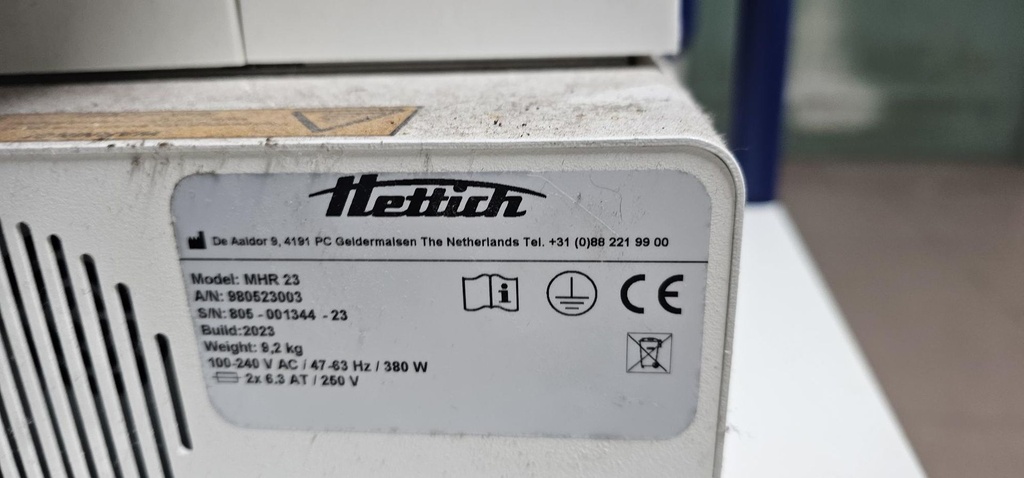 Hettich
De Aaldor 9, 4191 PC Geldermalsen The Netherlands Tel. +31 (0)88 221 99 00
Model: MHR 23
A/N: 980523003
S/N: 805 - 001344 - 23
Build:2023
Weight: 9,2 kg
100-240 V AC / 47-63 Hz / 380 W
2x 6.3 AT / 250 V
i
CE